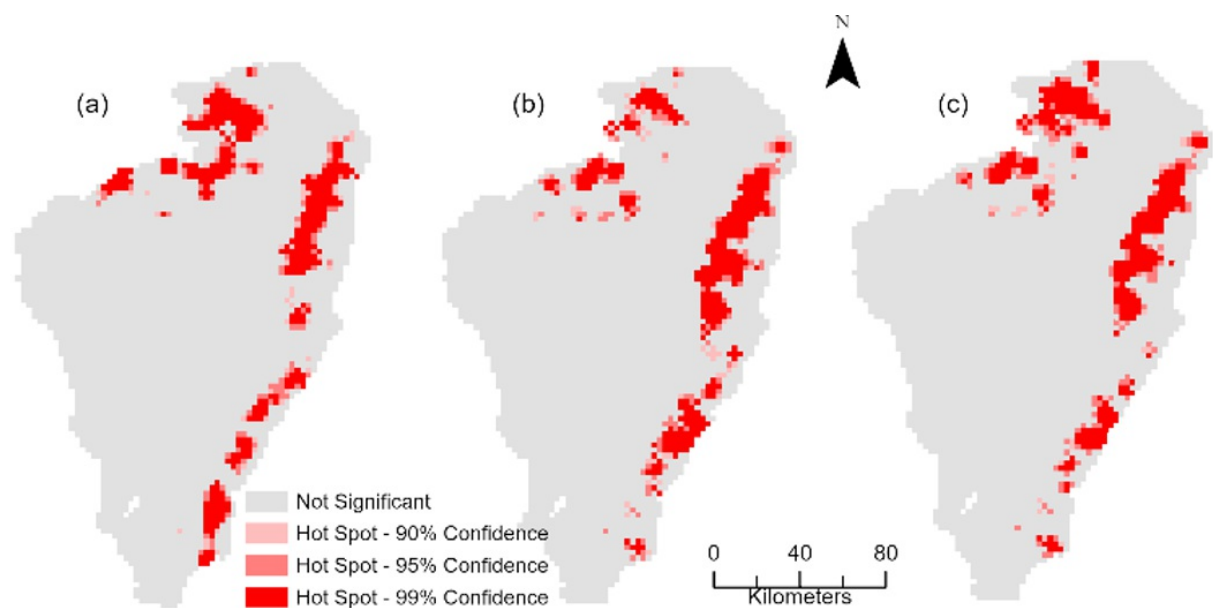 N
(a)
(b)
(c)
Not Significant
Hot Spot - 90% Confidence
Hot Spot - 95% Confidence
Hot Spot - 99% Confidence
0 40 80
Kilometers